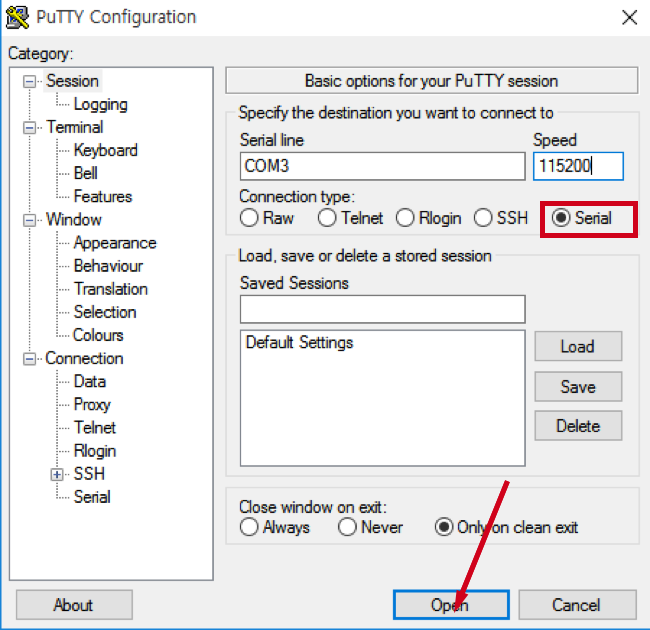 PuTTY Configuration
Category:
Session
Logging
Terminal
Keyboard
Bell
Features
Window
Appearance
Behaviour
Translation
Selection
Colours
Connection
Data
Proxy
Telnet
Rlogin
SSH
Serial
Basic options for your PuTTY session
Specify the destination you want to connect to
Serial line Speed
COM3 115200
Connection type:
Raw Telnet Rlogin SSH Serial
Load, save or delete a stored session
Saved Sessions
Default Settings
Load
Save
Delete
Close window on exit:
Always Never Only on clean exit
About Open Cancel